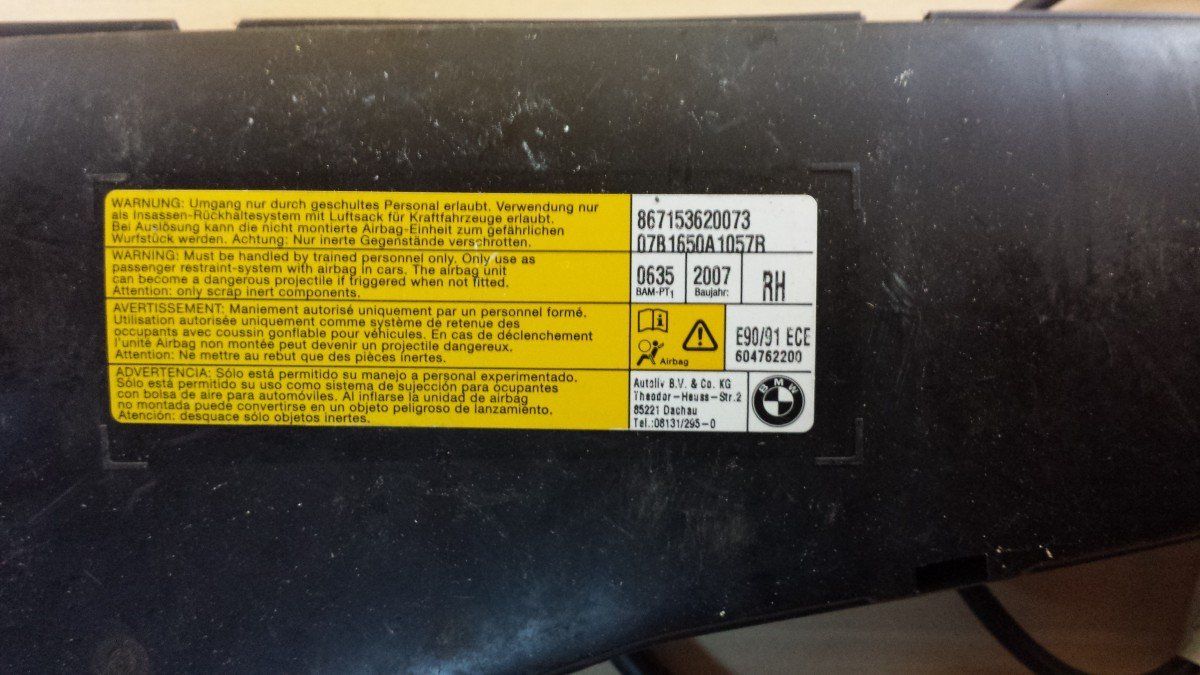 WARNUNG: Umgang nur durch geschultes Personal erlaubt. Verwendung nur
als Insassen-Rückhaltesystem mit Luftsack für Kraftfahrzeuge erlaubt.
Bei Auslösung kann die nicht montierte Airbag-Einheit zum gefährlichen
Wurfstück werden. Achtung: Nur inerte Gegenstände verschrotten.
WARNING: Must be handled by trained personnel only. Only use as
passenger restraint-system with airbag in cars. The airbag unit
can become a dangerous projectile if triggered when not fitted.
Attention: only scrap inert components.
AVERTISSEMENT: Maniement autorisé uniquement par un personnel formé.
Utilisation autorisée uniquement comme système de retenue des
occupants avec coussin gonflable pour véhicules. En cas de déclenchement
l'unité Airbag non montée peut devenir un projectile dangereux.
Attention: Ne mettre au rebut que des pièces inertes.
ADVERTENCIA: Sólo está permitido su manejo a personal experimentado.
Sólo está permitido su uso como sistema de sujección para ocupantes
con bolsa de aire para automóviles. Al inflarse la unidad de airbag
no montada puede convertirse en un objeto peligroso de lanzamiento.
Atención: desguace sólo objetos inertes.
867153620073
07B1650A1057R
0635
BAM-PT1
2007
Baujahr:
RH
Airbag
E90/91 ECE
604762200
Autoliv B.V. & Co. KG
Theodor-Heuss-Str.2
85221 Dachau
Tel.:08131/295-0
BMW